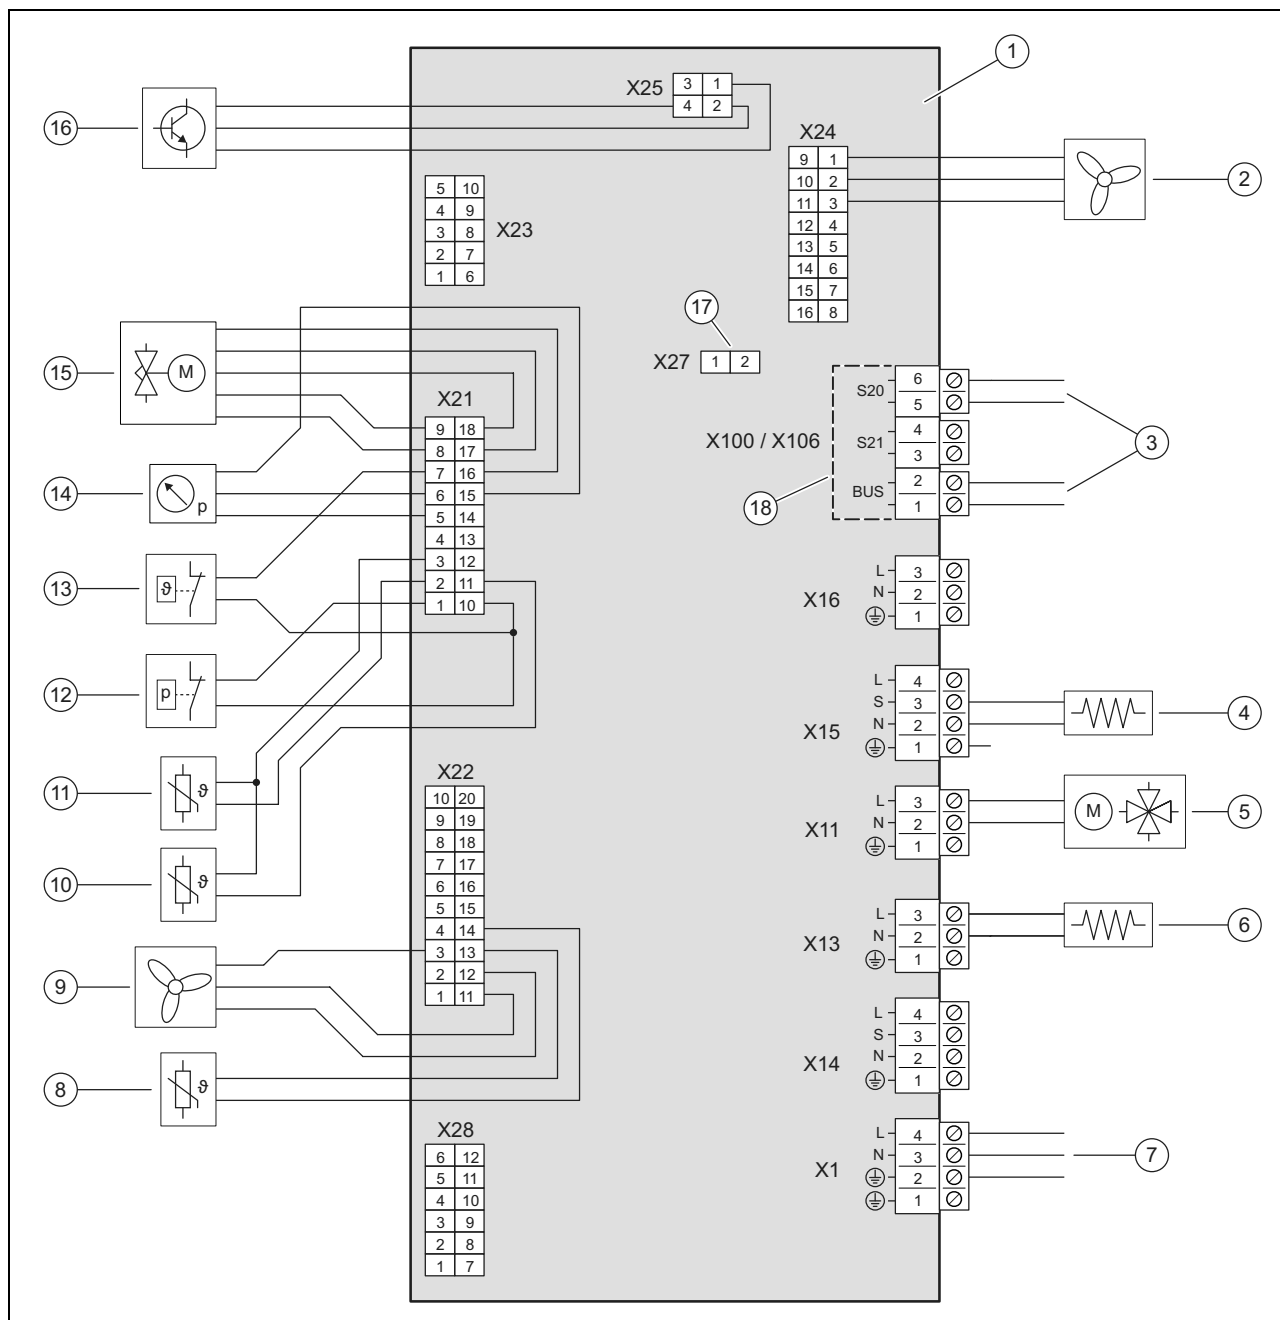 1
X25
3 1
4 2
16
X24
9 1
10 2
11 3
12 4
13 5
14 6
15 7
16 8
2
5 10
4 9
3 8
2 7
1 6
X23
17
X27 1 2
15
M
X21
9 18
8 17
7 16
6 15
5 14
4 13
3 12
2 11
1 10
S20 6
5
X100 / X106
S21 4
3
BUS 2
1
3
18
14
p
13
ϑ
X16
L 3
N 2
1
12
p
X15
L 4
S 3
N 2
1
4
11
ϑ
X22
10 20
9 19
8 18
7 17
6 16
5 15
4 14
3 13
2 12
1 11
X11
L 3
N 2
1
M
5
10
ϑ
X13
L 3
N 2
1
6
9
X14
L 4
S 3
N 2
1
8
ϑ
X28
6 12
5 11
4 10
3 9
2 8
1 7
X1
L 4
N 3
2
1
7